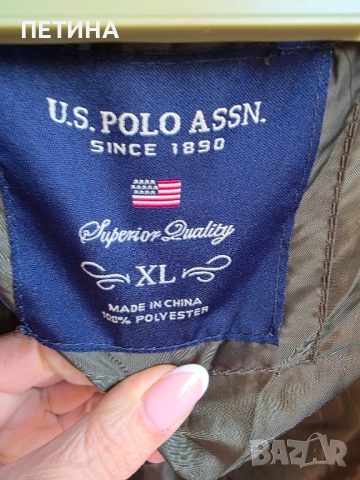 ПЕТИНА
U.S. POLO ASSN.
SINCE 1890
Superior Quality
XL
MADE IN CHINA
100% POLYESTER
BAZAR